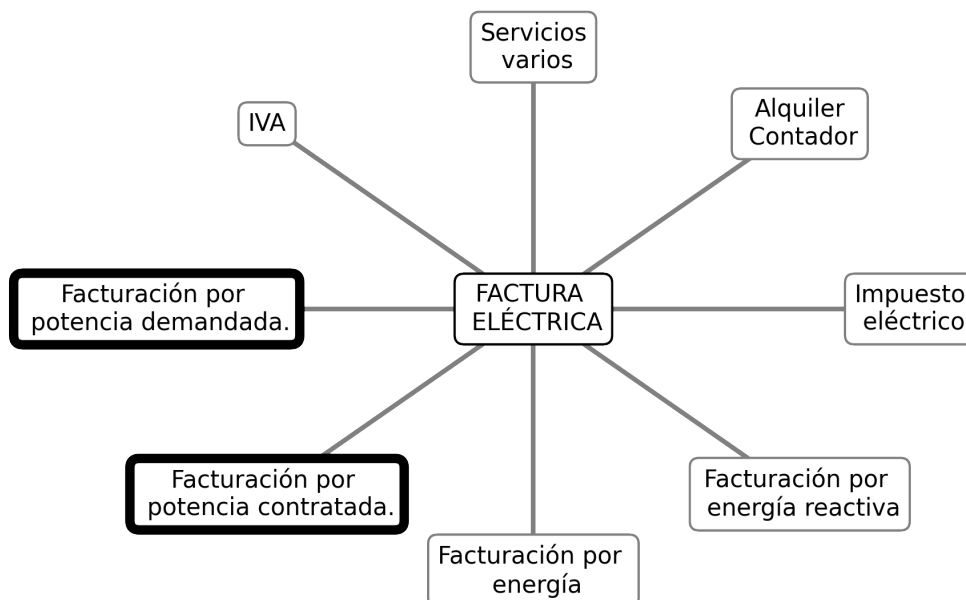 Servicios
varios
Alquiler
Contador
IVA
Facturación por
potencia demandada.
FACTURA
ELÉCTRICA
Impuesto
eléctrico
Facturación por
potencia contratada.
Facturación por
energía reactiva
Facturación por
energía